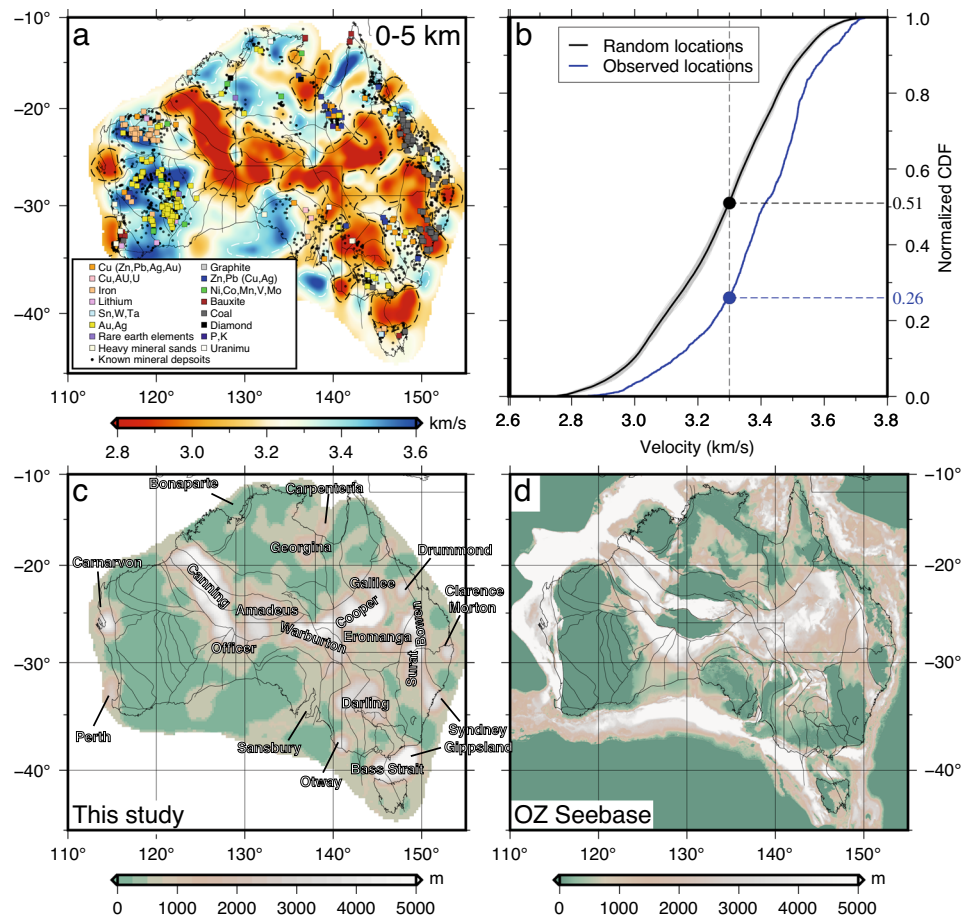 a
0-5 km
−20°
−30°
−40°
Cu (Zn,Pb,Ag,Au)
Cu,AU,U
Iron
Lithium
Sn,W,Ta
Au,Ag
Rare earth elements
Heavy mineral sands
Known mineral depsoits
Graphite
Zn,Pb (Cu,Ag)
Ni,Co,Mn,V,Mo
Bauxite
Coal
Diamond
P,K
Uranimu
110° 120° 130° 140° 150°
km/s
2.8 3.0 3.2 3.4 3.6
b
Random locations
Observed locations
1.0
0.8
0.6
0.51
0.4
0.26
0.2
0.0
Normalized CDF
2.6 2.8 3.0 3.2 3.4 3.6 3.8
Velocity (km/s)
c
−10°
−20°
−30°
−40°
Bonaparte
Carpenteria
Georgina
Drummond
Carnarvon
Canning
Galilee
Clarence
Morton
Amadeus
Cooper
Warburton
Eromanga
Bowen
Officer
Surat
Darling
Perth
Sansbury
Syndney
Gippsland
Otway
Bass Strait
This study
110° 120° 130° 140° 150°
m
0 1000 2000 3000 4000 5000
d
−10°
−20°
−30°
−40°
OZ Seebase
110° 120° 130° 140° 150°
m
0 1000 2000 3000 4000 5000